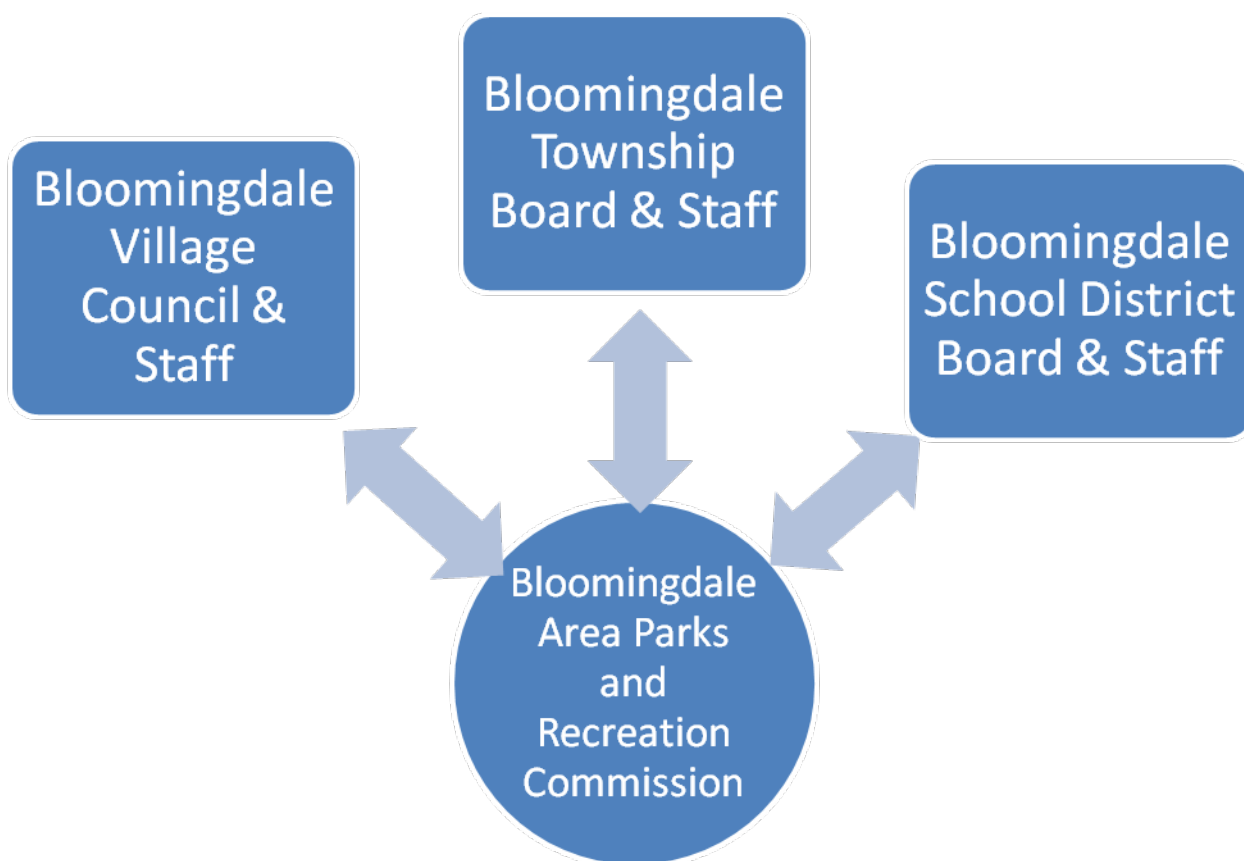 Bloomingdale
Village
Council &
Staff
Bloomingdale
Township
Board & Staff
Bloomingdale
School District
Board & Staff
Bloomingdale
Area Parks
and
Recreation
Commission